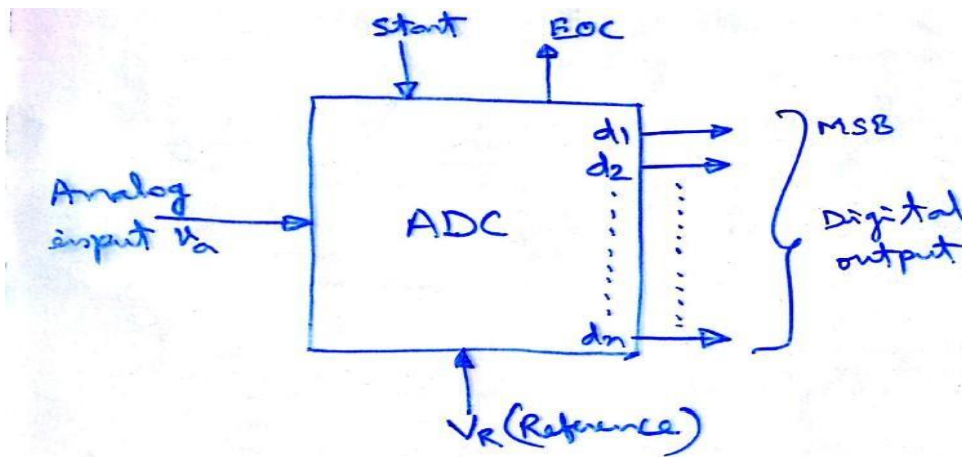 Start
EOC
d1
MSB
d2
Analog
input Va
ADC
Digital
output
dn
VR (Reference)